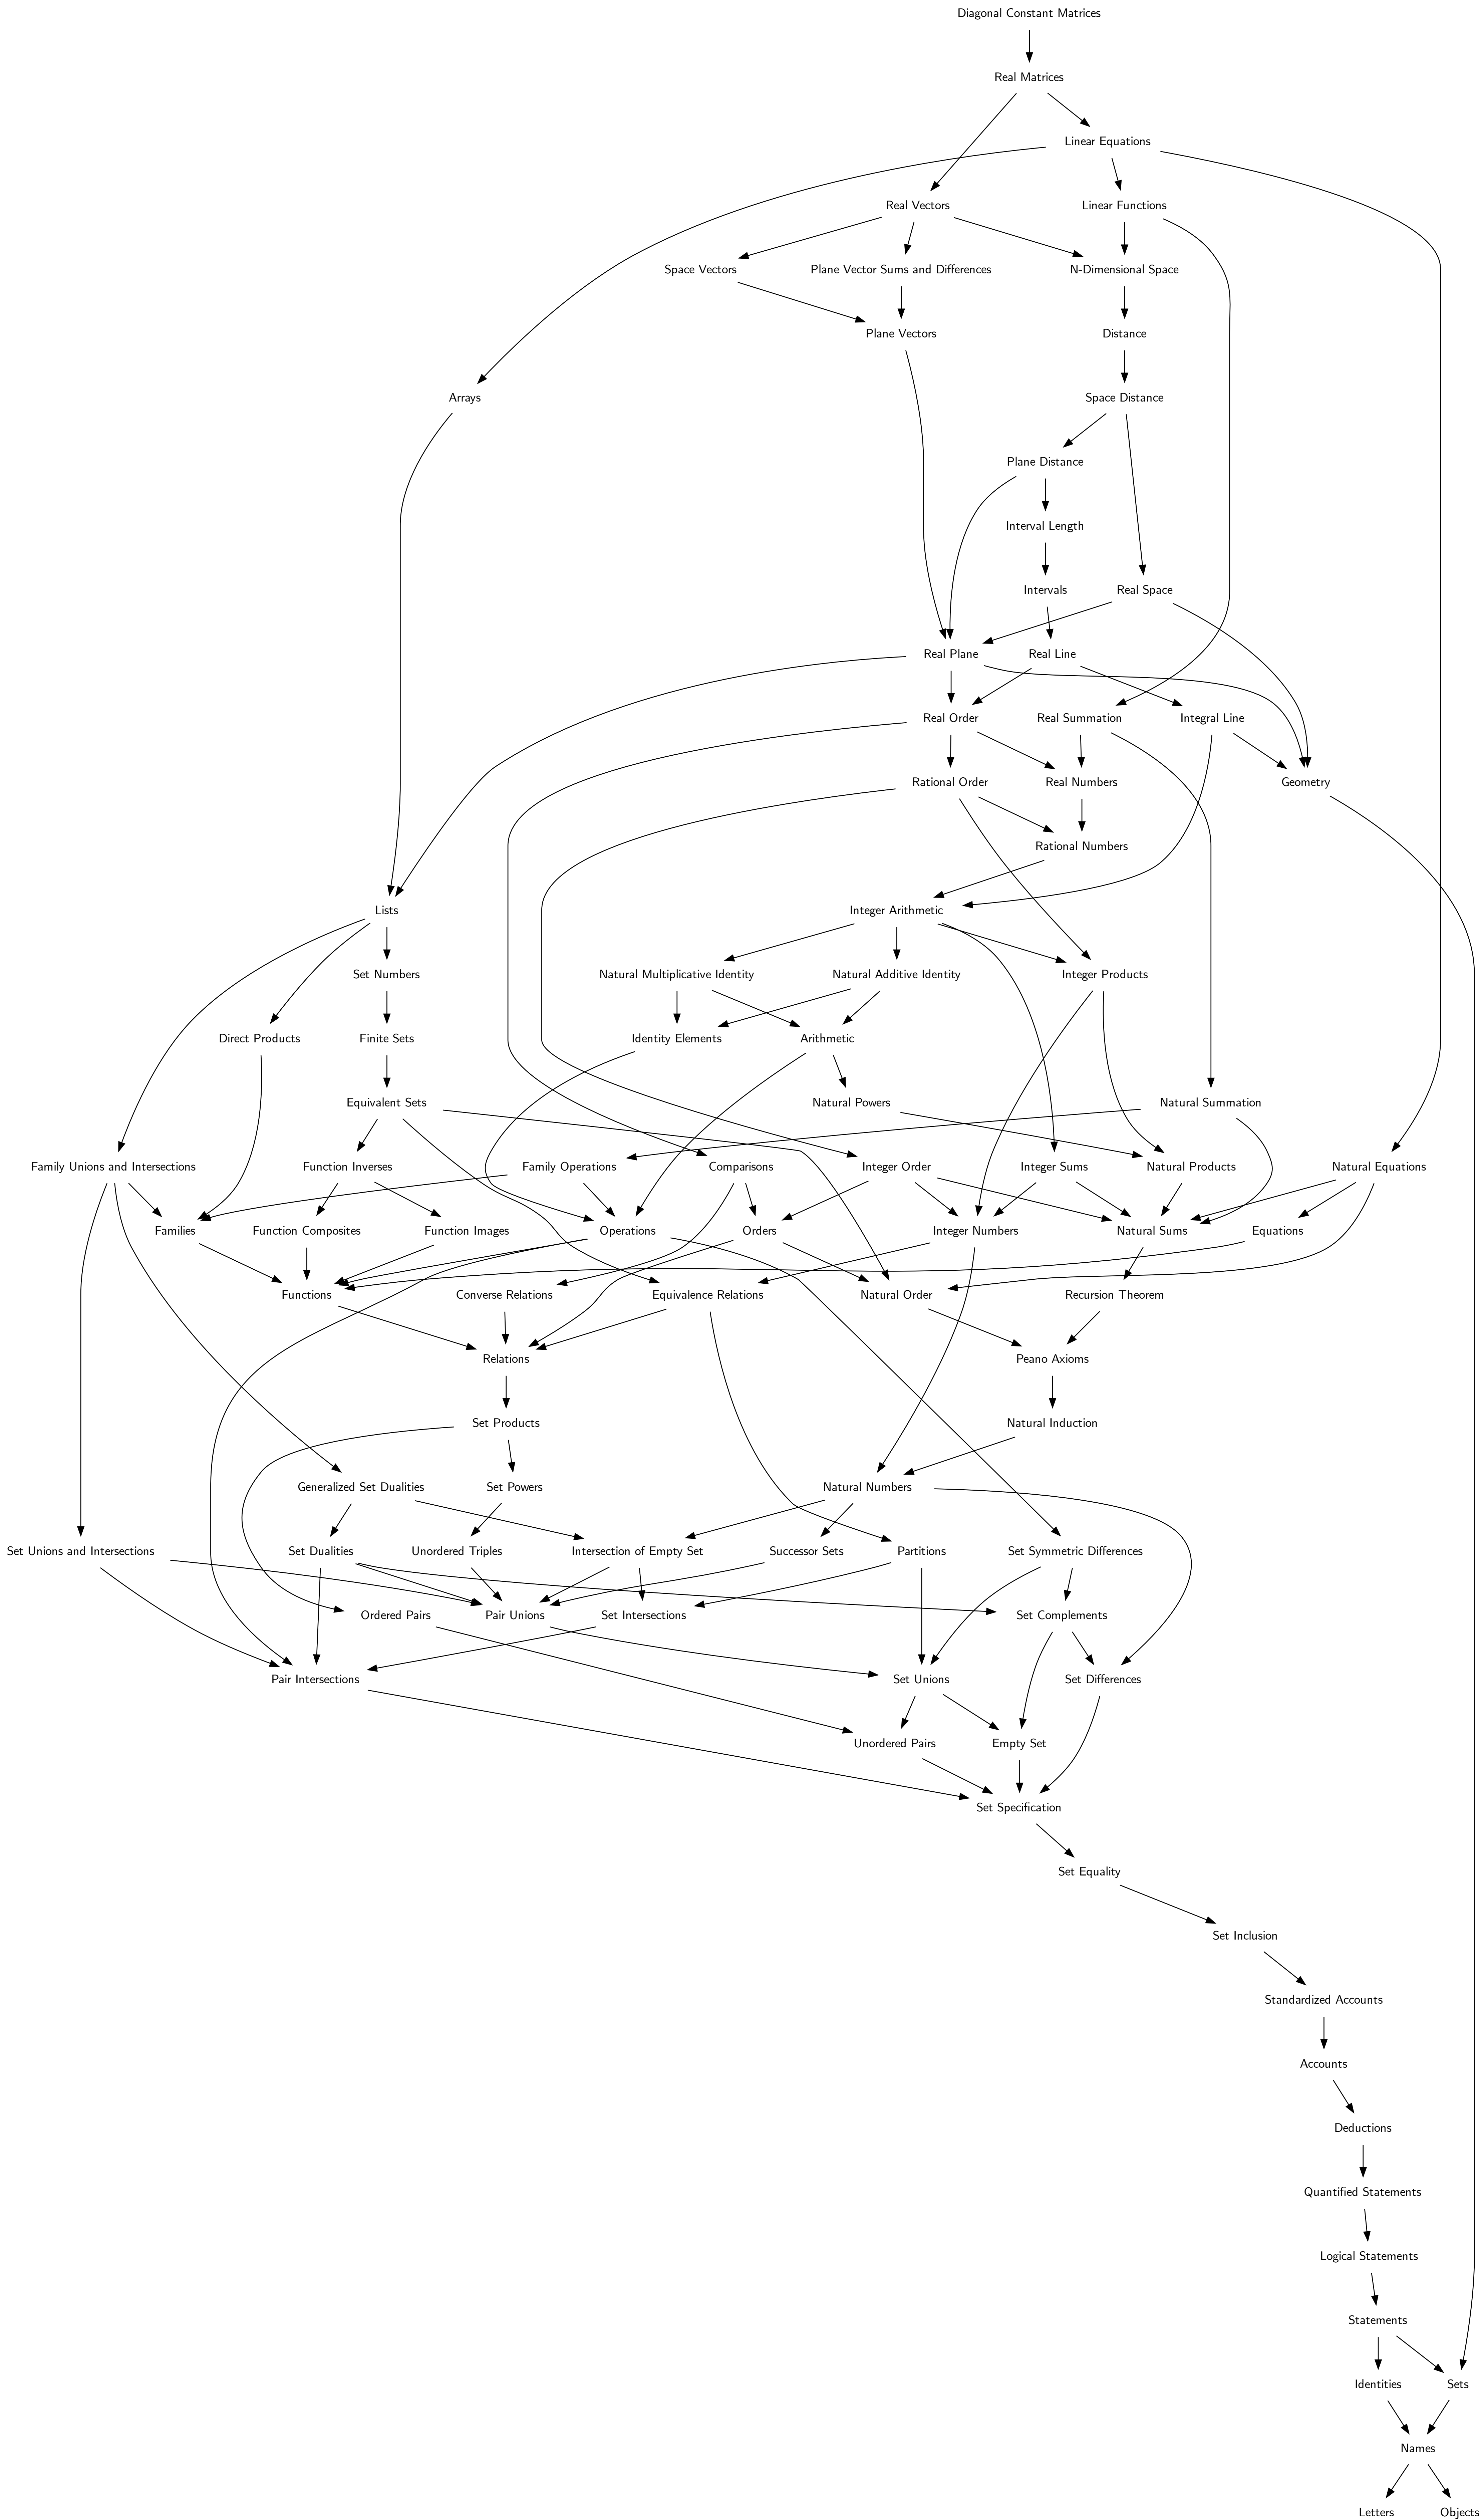 Diagonal Constant Matrices
Real Matrices
Linear Equations
Real Vectors
Linear Functions
Space Vectors
Plane Vector Sums and Differences
N-Dimensional Space
Plane Vectors
Distance
Arrays
Space Distance
Plane Distance
Interval Length
Intervals
Real Space
Real Plane
Real Line
Real Order
Real Summation
Integral Line
Rational Order
Real Numbers
Geometry
Rational Numbers
Lists
Integer Arithmetic
Set Numbers
Natural Multiplicative Identity
Natural Additive Identity
Integer Products
Direct Products
Finite Sets
Identity Elements
Arithmetic
Equivalent Sets
Natural Powers
Natural Summation
Family Unions and Intersections
Function Inverses
Family Operations
Comparisons
Integer Order
Integer Sums
Natural Products
Natural Equations
Families
Function Composites
Function Images
Operations
Orders
Integer Numbers
Natural Sums
Equations
Functions
Converse Relations
Equivalence Relations
Natural Order
Recursion Theorem
Relations
Peano Axioms
Set Products
Natural Induction
Generalized Set Dualities
Set Powers
Natural Numbers
Set Unions and Intersections
Set Dualities
Unordered Triples
Intersection of Empty Set
Successor Sets
Partitions
Set Symmetric Differences
Ordered Pairs
Pair Unions
Set Intersections
Set Complements
Pair Intersections
Set Unions
Set Differences
Unordered Pairs
Empty Set
Set Specification
Set Equality
Set Inclusion
Standardized Accounts
Accounts
Deductions
Quantified Statements
Logical Statements
Statements
Identities
Sets
Names
Letters
Objects